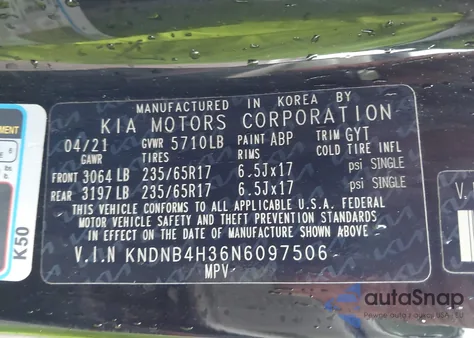 MANUFACTURED IN KOREA BY
KIA MOTORS CORPORATION
04/21 GVWR 5710LB PAINT ABP TRIM GYT
GAWR TIRES RIMS COLD TIRE INFL
FRONT 3064 LB 235/65R17 6.5Jx17 psi SINGLE
REAR 3197 LB 235/65R17 6.5Jx17 psi SINGLE
THIS VEHICLE CONFORMS TO ALL APPLICABLE U.S.A. FEDERAL
MOTOR VEHICLE SAFETY AND THEFT PREVENTION STANDARDS
IN EFFECT ON THE DATE OF MANUFACTURE SHOWN ABOVE
V.I.N KNDNB4H36N6097506
MPV
K50
V.
autoSnap